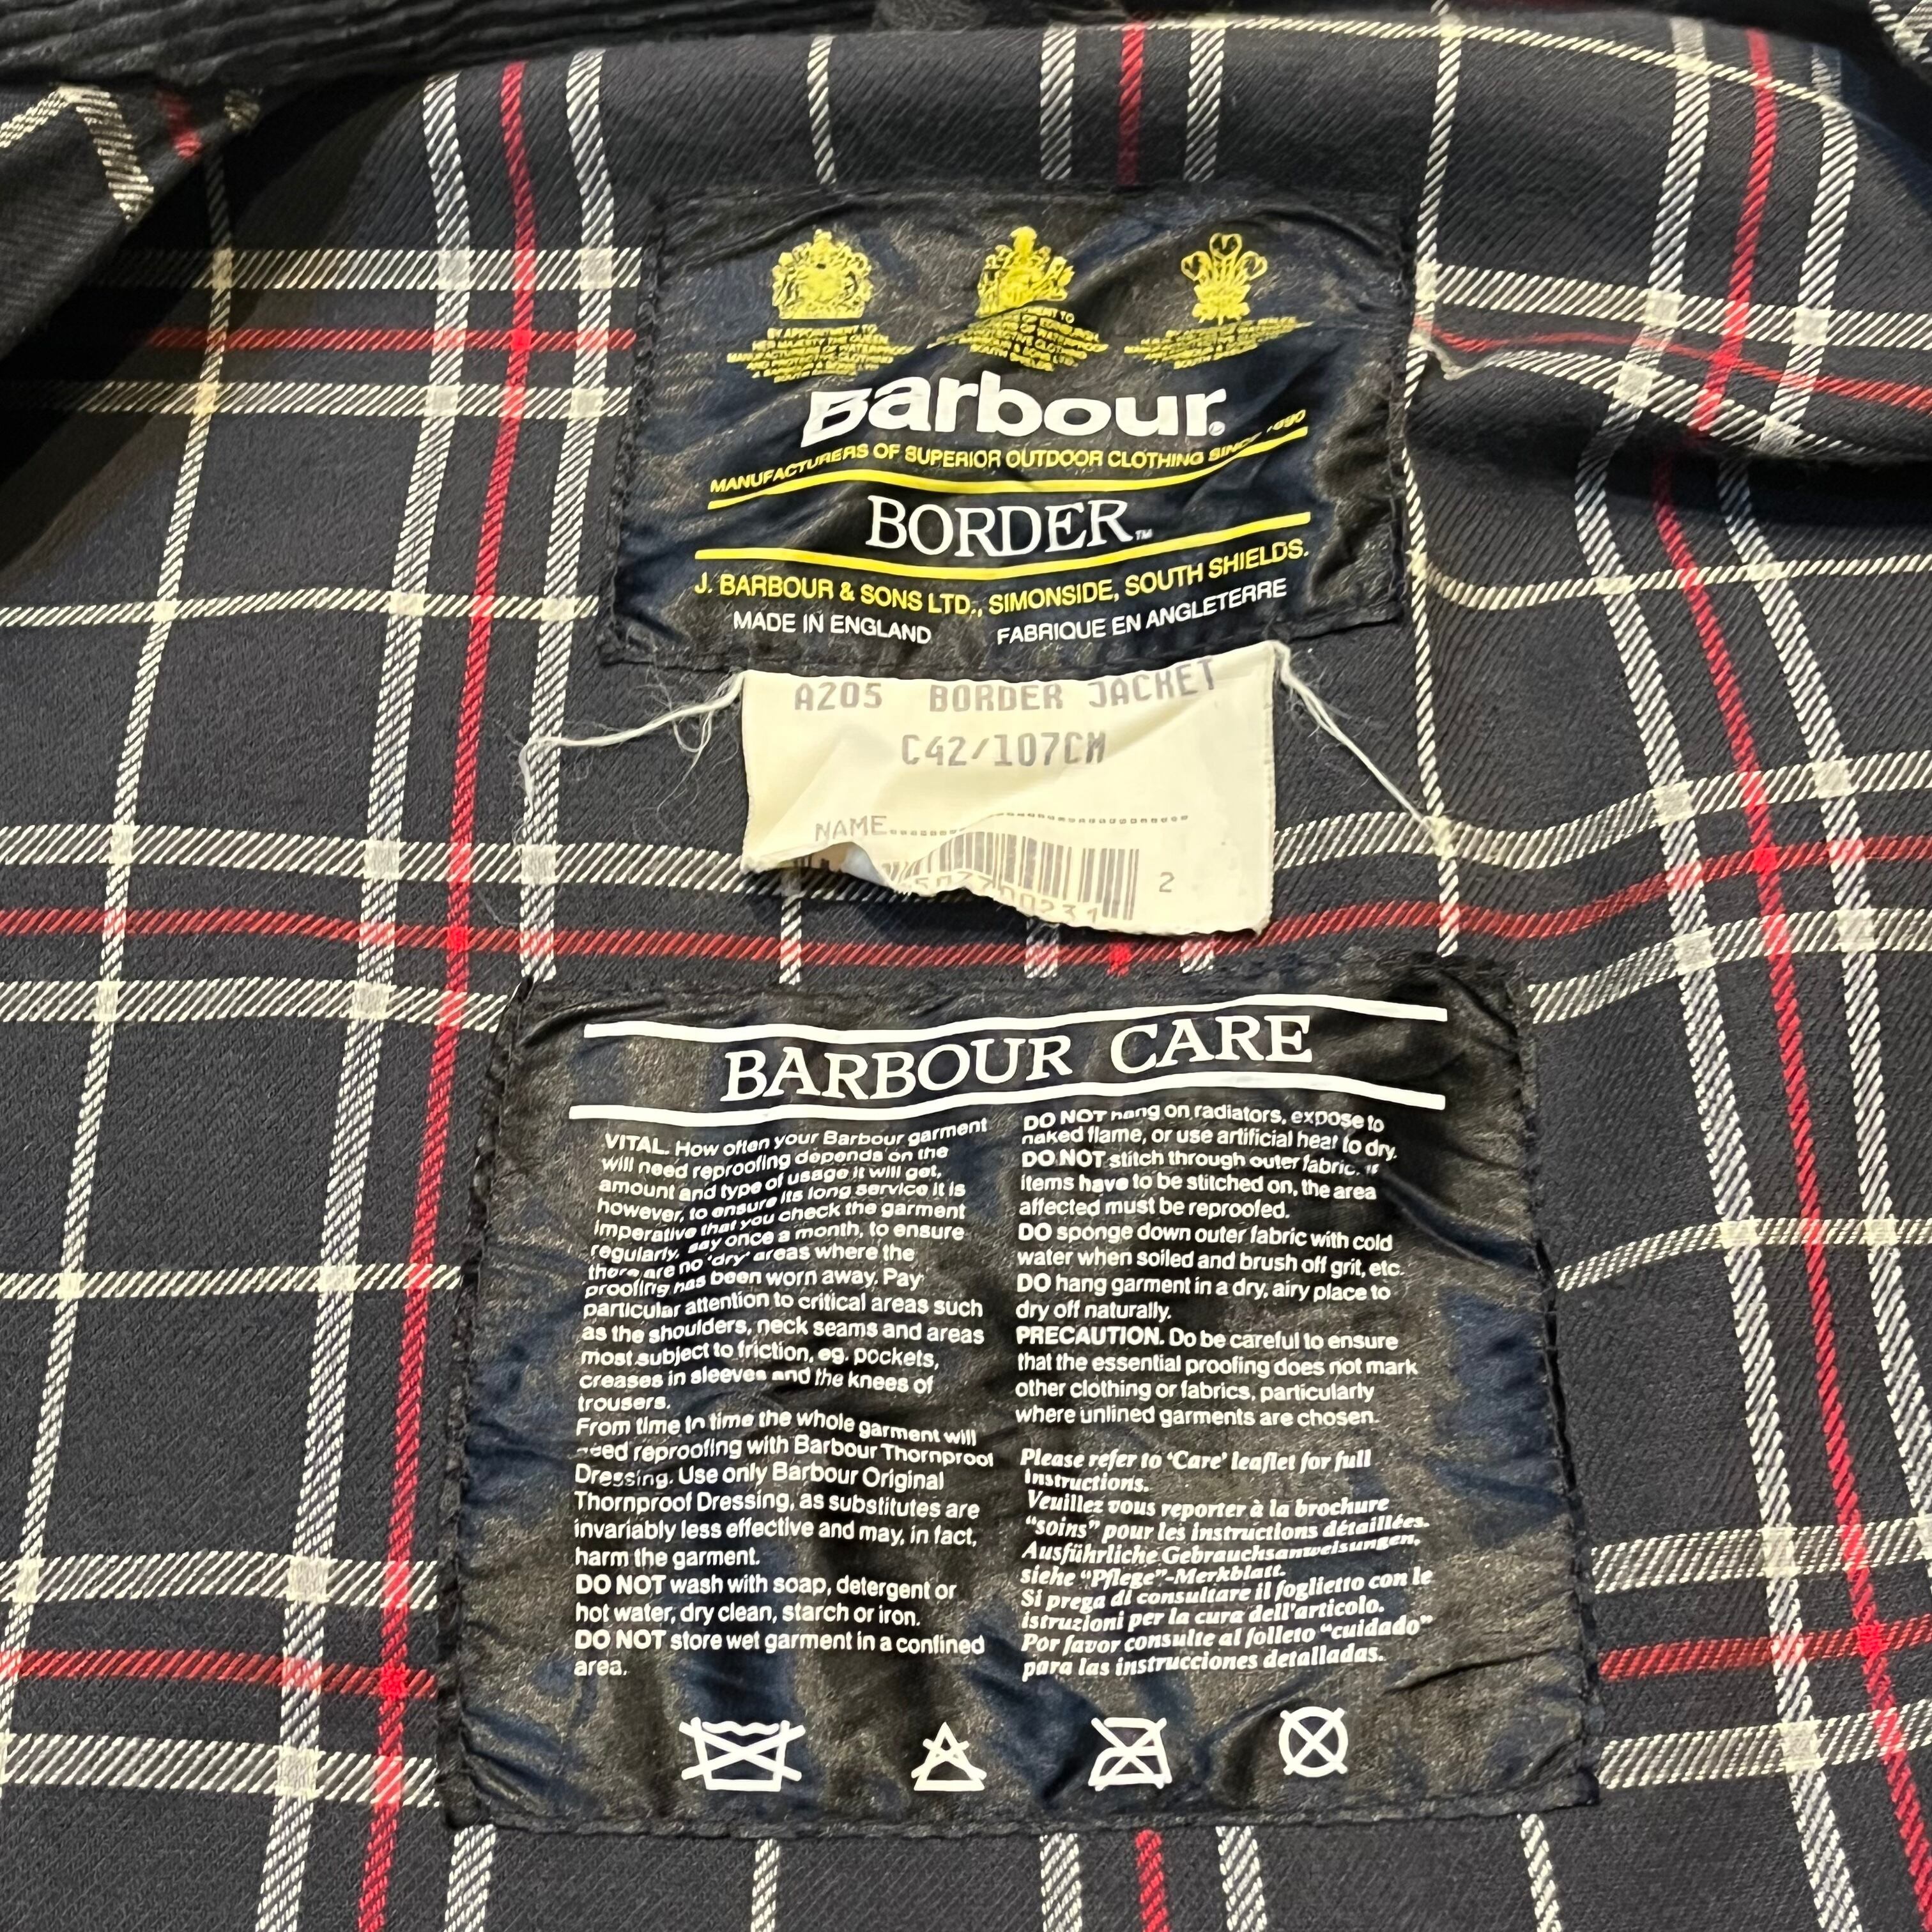 BY APPOINTMENT TO
HER MAJESTY THE QUEEN
Barbour.
MANUFACTURERS OF SUPERIOR OUTDOOR CLOTHING SINCE 1890
BORDER™
J. BARBOUR & SONS LTD., SIMONSIDE, SOUTH SHIELDS.
MADE IN ENGLAND FABRIQUE EN ANGLETERRE
A205 BORDER JACKET
C42/107CM
NAME
2
BARBOUR CARE
VITAL. How often your Barbour garment
will need reproofing depends on the
amount and type of usage it will get,
however, to ensure its long service it is
imperative that you check the garment
regularly, say once a month, to ensure
there are no 'dry' areas where the
proofing has been worn away. Pay
particular attention to critical areas such
as the shoulders, neck seams and areas
most subject to friction, eg. pockets,
creases in sleeves and the knees of
trousers.
From time to time the whole garment will
need reproofing with Barbour Thornproof
Dressing. Use only Barbour Original
Thornproof Dressing, as substitutes are
invariably less effective and may, in fact,
harm the garment.
DO NOT wash with soap, detergent or
hot water, dry clean, starch or iron.
DO NOT store wet garment in a confined
area.
DO NOT hang on radiators, expose to
naked flame, or use artificial heat to dry.
DO NOT stitch through outer fabric. If
items have to be stitched on, the area
affected must be reproofed.
DO sponge down outer fabric with cold
water when soiled and brush off grit, etc.
DO hang garment in a dry, airy place to
dry off naturally.
PRECAUTION. Do be careful to ensure
that the essential proofing does not mark
other clothing or fabrics, particularly
where unlined garments are chosen.
Please refer to 'Care' leaflet for full
instructions.
Veuillez vous reporter à la brochure
"soins" pour les instructions détaillées.
Ausführliche Gebrauchsanweisungen,
siehe "Pflege"-Merkblatt.
Si prega di consultare il foglietto con le
istruzioni per la cura dell'articolo.
Por favor consulte al folleto "cuidado"
para las instrucciones detalladas.